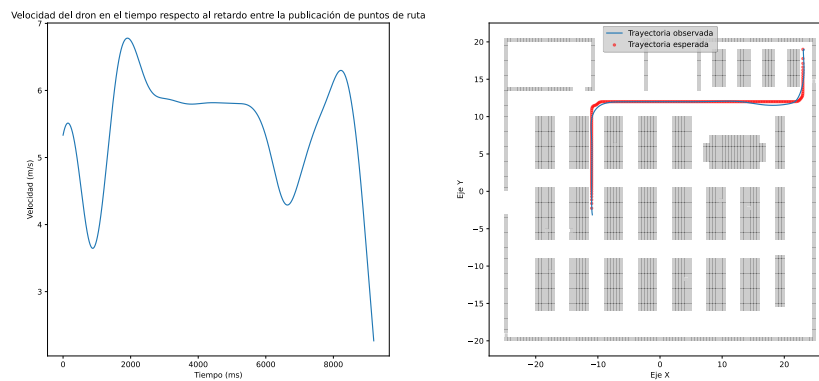 Velocidad del dron en el tiempo respecto al retardo entre la publicación de puntos de ruta
7
6
5
4
3
Velocidad (m/s)
0 2000 4000 6000 8000
Tiempo (ms)
Trayectoria observada
Trayectoria esperada
20
15
10
5
0
−5
−10
−15
−20
Eje Y
−20 −10 0 10 20
Eje X